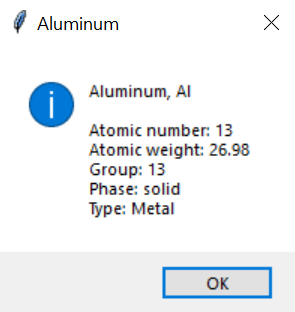 Aluminum
Aluminum, Al
Atomic number: 13
Atomic weight: 26.98
Group: 13
Phase: solid
Type: Metal
OK